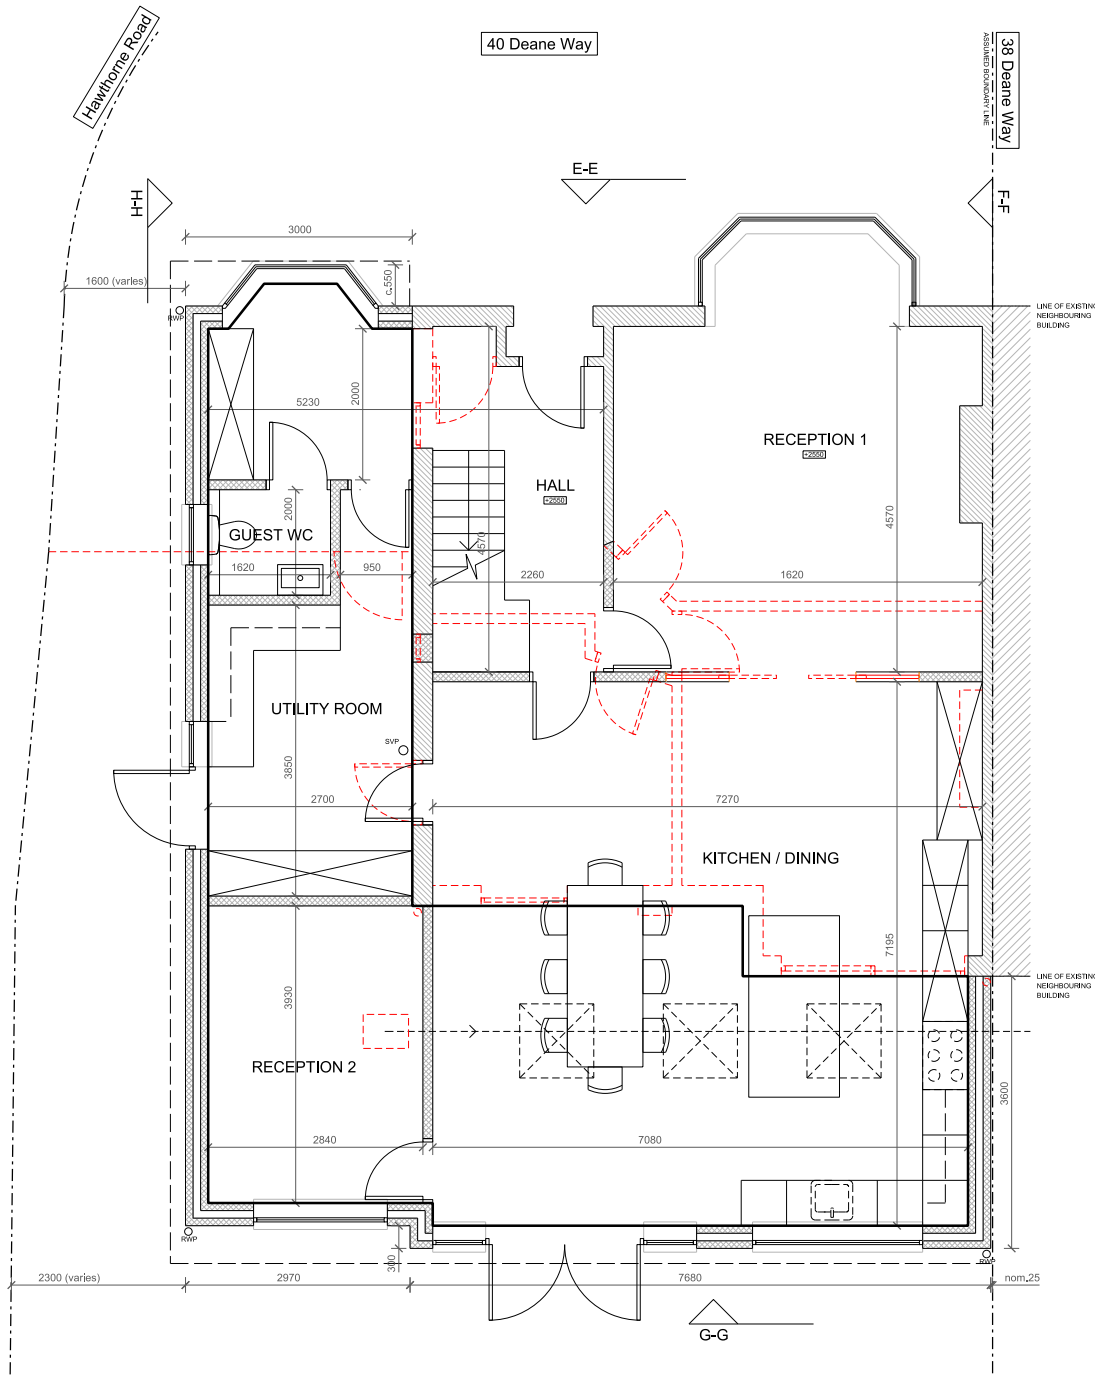 Hawthorne Road
40 Deane Way
38 Deane Way
ASSUMED BOUNDARY LINE
E-E
H-H
F-F
3000
1600 (varies)
c.550
RWP
LINE OF EXISTING
NEIGHBOURING
BUILDING
5230
2000
RECEPTION 1
+2550
HALL
+2550
2000
GUEST WC
4570
4570
1620
950
2260
1620
UTILITY ROOM
SVP
3850
2700
7270
KITCHEN / DINING
7195
LINE OF EXISTING
NEIGHBOURING
BUILDING
3930
RECEPTION 2
3600
2840
7080
RWP
300
RWP
2300 (varies)
2970
7680
nom.25
G-G